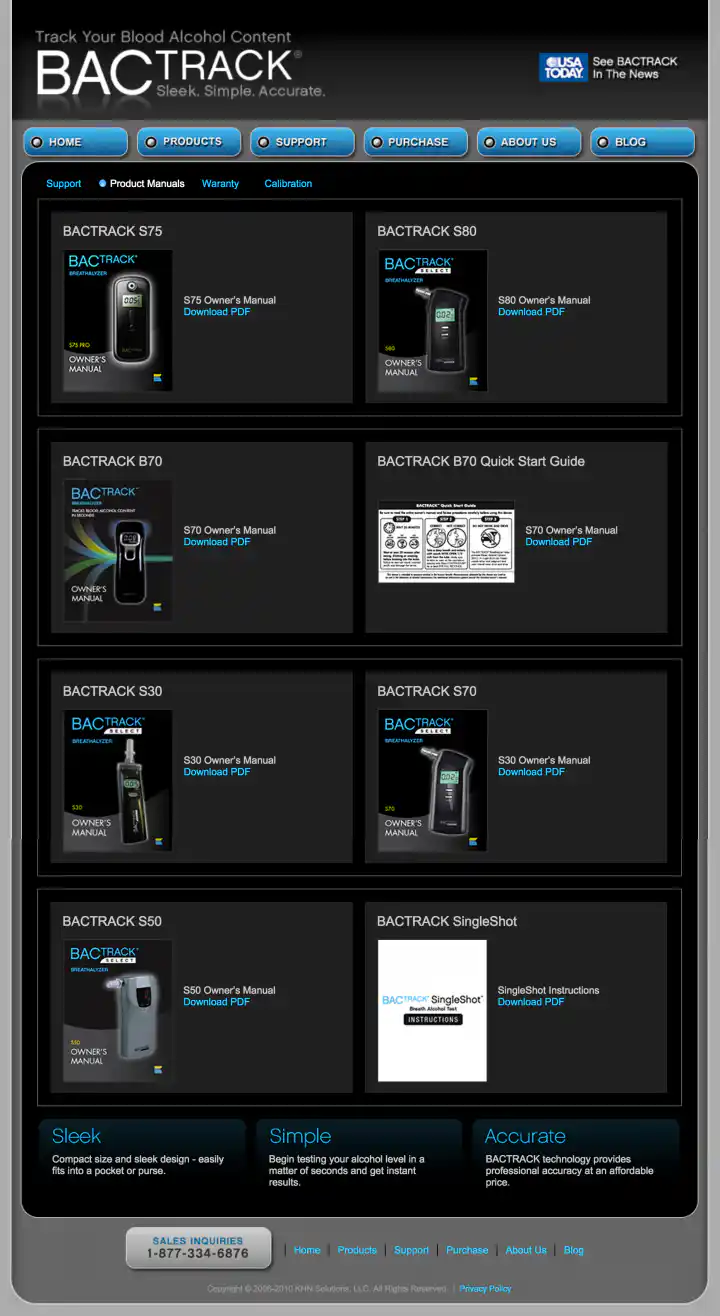 Track Your Blood Alcohol Content
BACTRACK®
Sleek. Simple. Accurate.
USA TODAY.
See BACTRACK
In The News
HOME
PRODUCTS
SUPPORT
PURCHASE
ABOUT US
BLOG
Support
Product Manuals
Waranty
Calibration
BACTRACK S75
BACTRACK
BREATHALYZER
S75 PRO
OWNER'S
MANUAL
S75 Owner's Manual
Download PDF
BACTRACK S80
BACTRACK
SELECT
BREATHALYZER
S80
OWNER'S
MANUAL
S80 Owner's Manual
Download PDF
BACTRACK B70
BACTRACK
BREATHALYZER
TRACKS BLOOD ALCOHOL CONTENT
IN SECONDS
OWNER'S
MANUAL
S70 Owner's Manual
Download PDF
BACTRACK B70 Quick Start Guide
BACTRACK™ Quick Start Guide
STEP 1
STEP 2
STEP 3
S70 Owner's Manual
Download PDF
BACTRACK S30
BACTRACK
SELECT
BREATHALYZER
S30
OWNER'S
MANUAL
S30 Owner's Manual
Download PDF
BACTRACK S70
BACTRACK
SELECT
BREATHALYZER
S70
OWNER'S
MANUAL
S30 Owner's Manual
Download PDF
BACTRACK S50
BACTRACK
SELECT
BREATHALYZER
OWNER'S
MANUAL
S50 Owner's Manual
Download PDF
BACTRACK SingleShot
BACTRACK SingleShot
Breath Alcohol Test
INSTRUCTIONS
SingleShot Instructions
Download PDF
Sleek
Compact size and sleek design - easily
fits into a pocket or purse.
Simple
Begin testing your alcohol level in a
matter of seconds and get instant
results.
Accurate
BACTRACK technology provides
professional accuracy at an affordable
price.
SALES INQUIRIES
1-877-334-6876
Home | Products | Support | Purchase | About Us | Blog
Copyright © 2005-2010 KHN Solutions, LLC. All Rights Reserved. | Privacy Policy